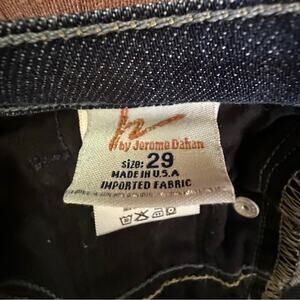 by Jerome Dahan
size: 29
MADE IN U.S.A
IMPORTED FABRIC